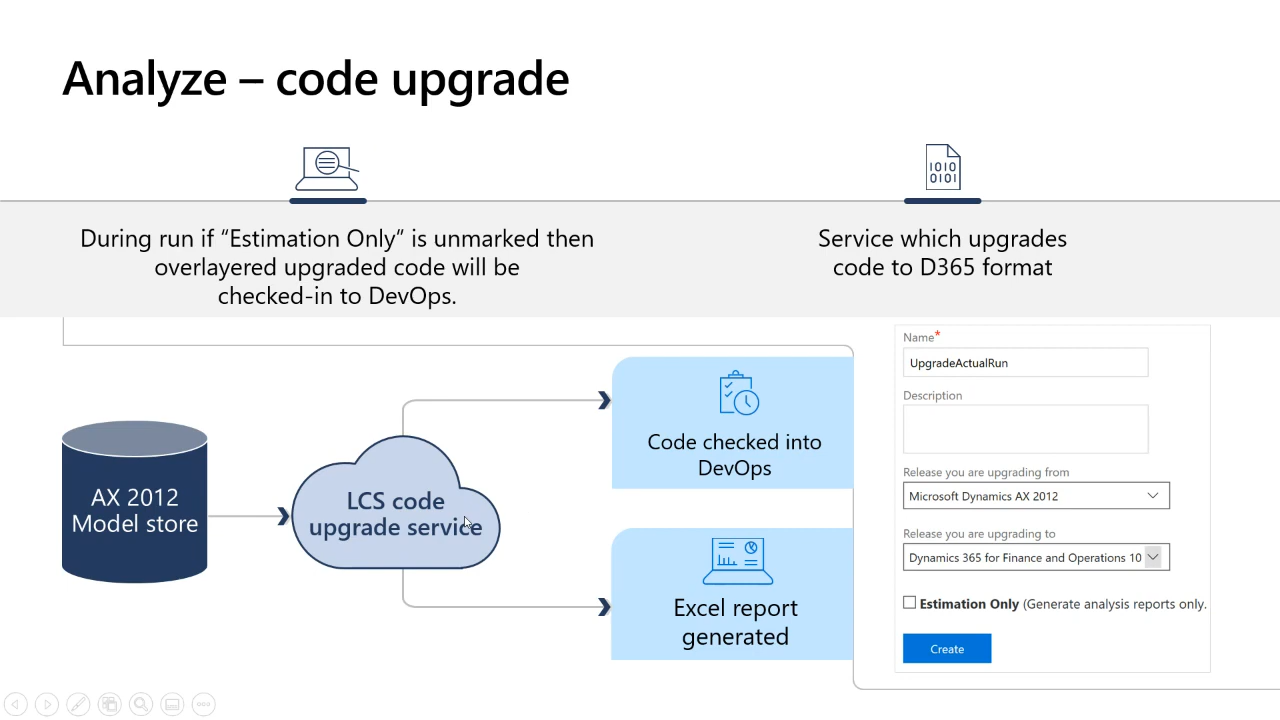 Analyze – code upgrade
1010
0101
During run if “Estimation Only” is unmarked then
overlayered upgraded code will be
checked-in to DevOps.
Service which upgrades
code to D365 format
AX 2012
Model store
LCS code
upgrade service
Code checked into
DevOps
Excel report
generated
Name*
UpgradeActualRun
Description
Release you are upgrading from
Microsoft Dynamics AX 2012
Release you are upgrading to
Dynamics 365 for Finance and Operations 10
Estimation Only (Generate analysis reports only.
Create